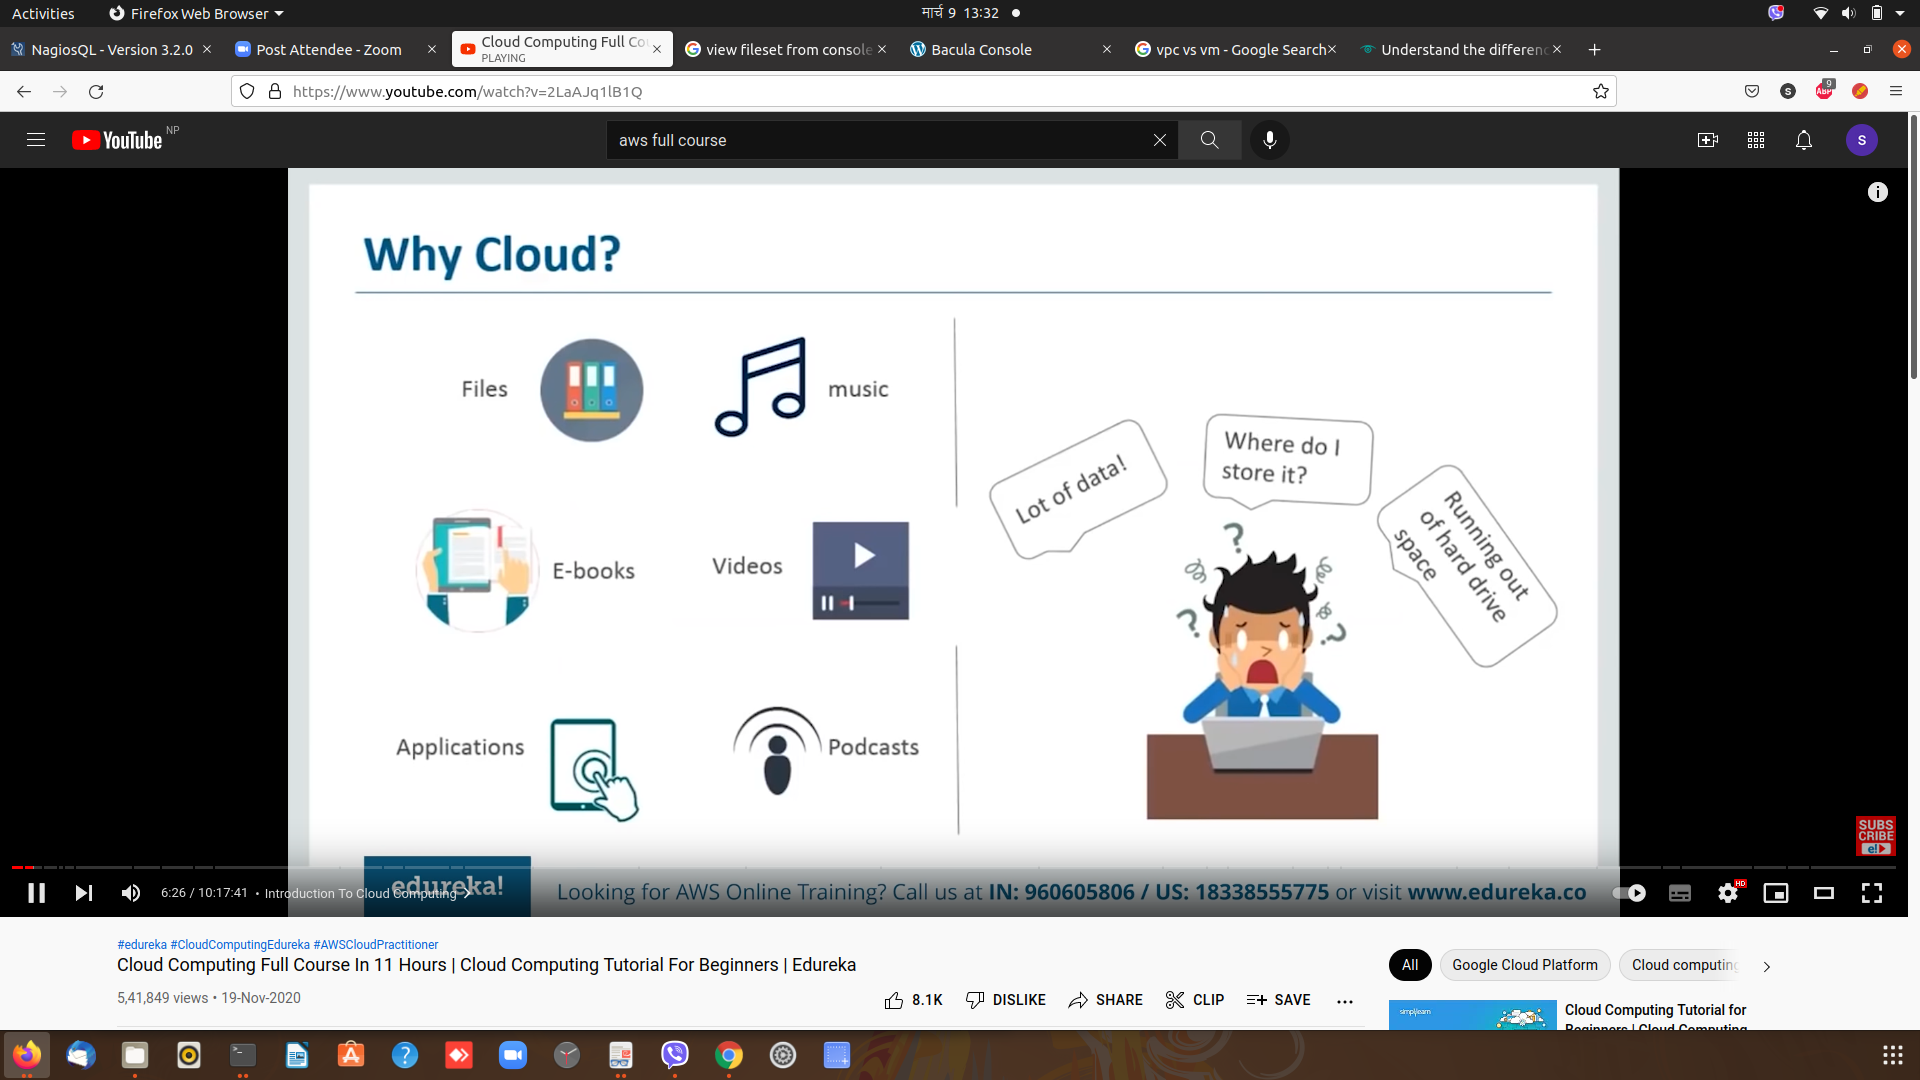 Activities
Firefox Web Browser
मार्च 9 13:32
NagiosQL - Version 3.2.0
Post Attendee - Zoom
Cloud Computing Full Co
PLAYING
view fileset from console
Bacula Console
vpc vs vm - Google Search
Understand the differenc
https://www.youtube.com/watch?v=2LaAJq1lB1Q
S
ABP
9
YouTube NP
aws full course
S
Why Cloud?
Files
music
E-books
Videos
Applications
Podcasts
Lot of data!
Where do I
store it?
Running out
of hard drive
space
SUBS
CRIBE
e!
6:26 / 10:17:41 • Introduction To Cloud Computing
HD
edureka!
Looking for AWS Online Training? Call us at IN: 960605806 / US: 18338555775 or visit www.edureka.co
#edureka #CloudComputingEdureka #AWSCloudPractitioner
Cloud Computing Full Course In 11 Hours | Cloud Computing Tutorial For Beginners | Edureka
5,41,849 views • 19-Nov-2020
8.1K
DISLIKE
SHARE
CLIP
SAVE
All
Google Cloud Platform
Cloud computing
simplilearn
Cloud Computing Tutorial for
Beginners | Cloud Computing